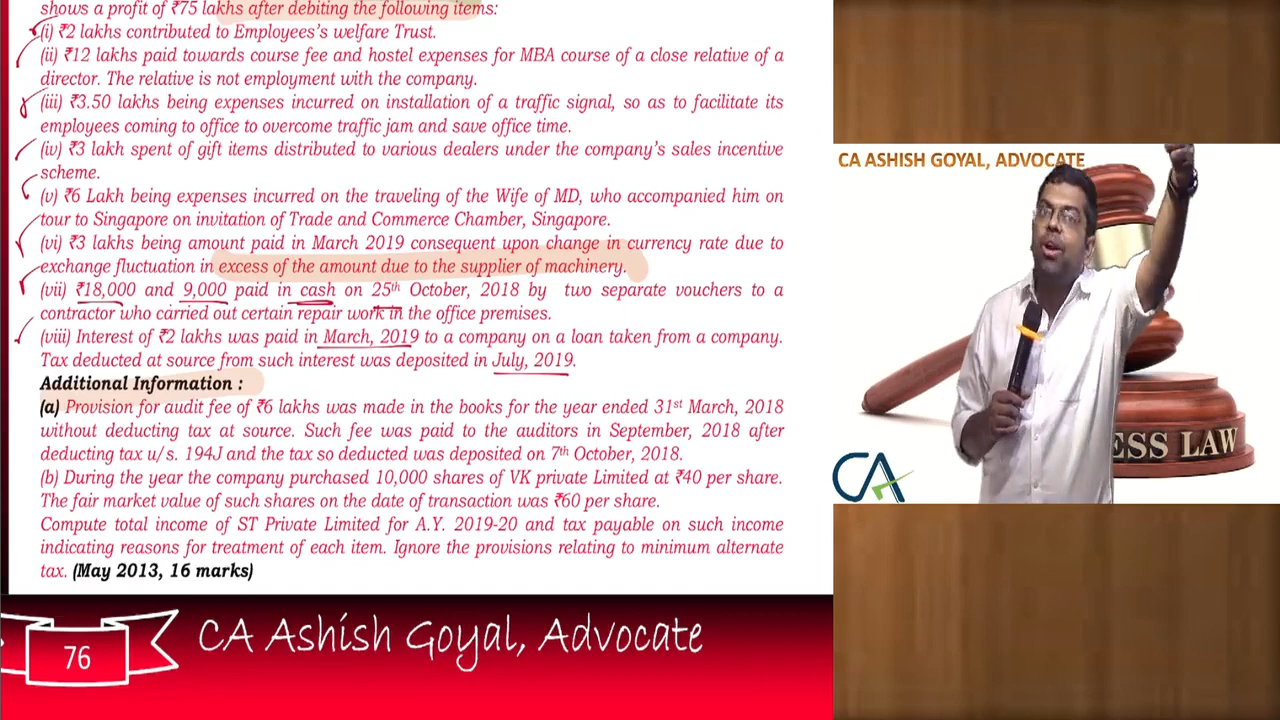 shows a profit of ₹75 lakhs after debiting the following items:
(i) ₹2 lakhs contributed to Employees's welfare Trust.
(ii) ₹12 lakhs paid towards course fee and hostel expenses for MBA course of a close relative of a
director. The relative is not employment with the company.
(iii) ₹3.50 lakhs being expenses incurred on installation of a traffic signal, so as to facilitate its
employees coming to office to overcome traffic jam and save office time.
(iv) ₹3 lakh spent of gift items distributed to various dealers under the company's sales incentive
scheme.
(v) ₹6 Lakh being expenses incurred on the traveling of the Wife of MD, who accompanied him on
tour to Singapore on invitation of Trade and Commerce Chamber, Singapore.
(vi) ₹3 lakhs being amount paid in March 2019 consequent upon change in currency rate due to
exchange fluctuation in excess of the amount due to the supplier of machinery.
(vii) ₹18,000 and 9,000 paid in cash on 25th October, 2018 by two separate vouchers to a
contractor who carried out certain repair work in the office premises.
(viii) Interest of ₹2 lakhs was paid in March, 2019 to a company on a loan taken from a company.
Tax deducted at source from such interest was deposited in July, 2019.
Additional Information :
(a) Provision for audit fee of ₹6 lakhs was made in the books for the year ended 31st March, 2018
without deducting tax at source. Such fee was paid to the auditors in September, 2018 after
deducting tax u/s. 194J and the tax so deducted was deposited on 7th October, 2018.
(b) During the year the company purchased 10,000 shares of VK private Limited at ₹40 per share.
The fair market value of such shares on the date of transaction was ₹60 per share.
Compute total income of ST Private Limited for A.Y. 2019-20 and tax payable on such income
indicating reasons for treatment of each item. Ignore the provisions relating to minimum alternate
tax. (May 2013, 16 marks)
76
CA Ashish Goyal, Advocate
CA ASHISH GOYAL, ADVOCATE
ESS LAW
CA